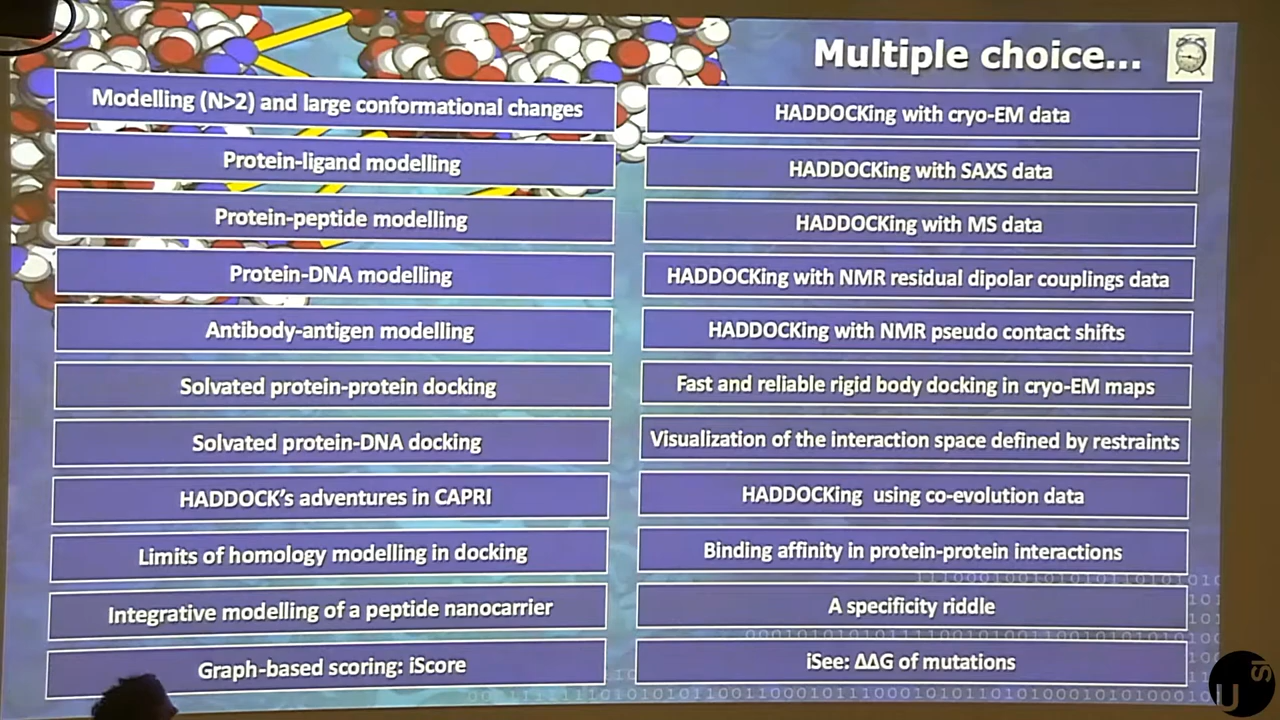 Multiple choice...
Modelling (N>2) and large conformational changes
Protein-ligand modelling
Protein-peptide modelling
Protein-DNA modelling
Antibody-antigen modelling
Solvated protein-protein docking
Solvated protein-DNA docking
HADDOCK's adventures in CAPRI
Limits of homology modelling in docking
Integrative modelling of a peptide nanocarrier
Graph-based scoring: iScore
HADDOCKing with cryo-EM data
HADDOCKing with SAXS data
HADDOCKing with MS data
HADDOCKing with NMR residual dipolar couplings data
HADDOCKing with NMR pseudo contact shifts
Fast and reliable rigid body docking in cryo-EM maps
Visualization of the interaction space defined by restraints
HADDOCKing using co-evolution data
Binding affinity in protein-protein interactions
A specificity riddle
iSee: ΔΔG of mutations
U
SI